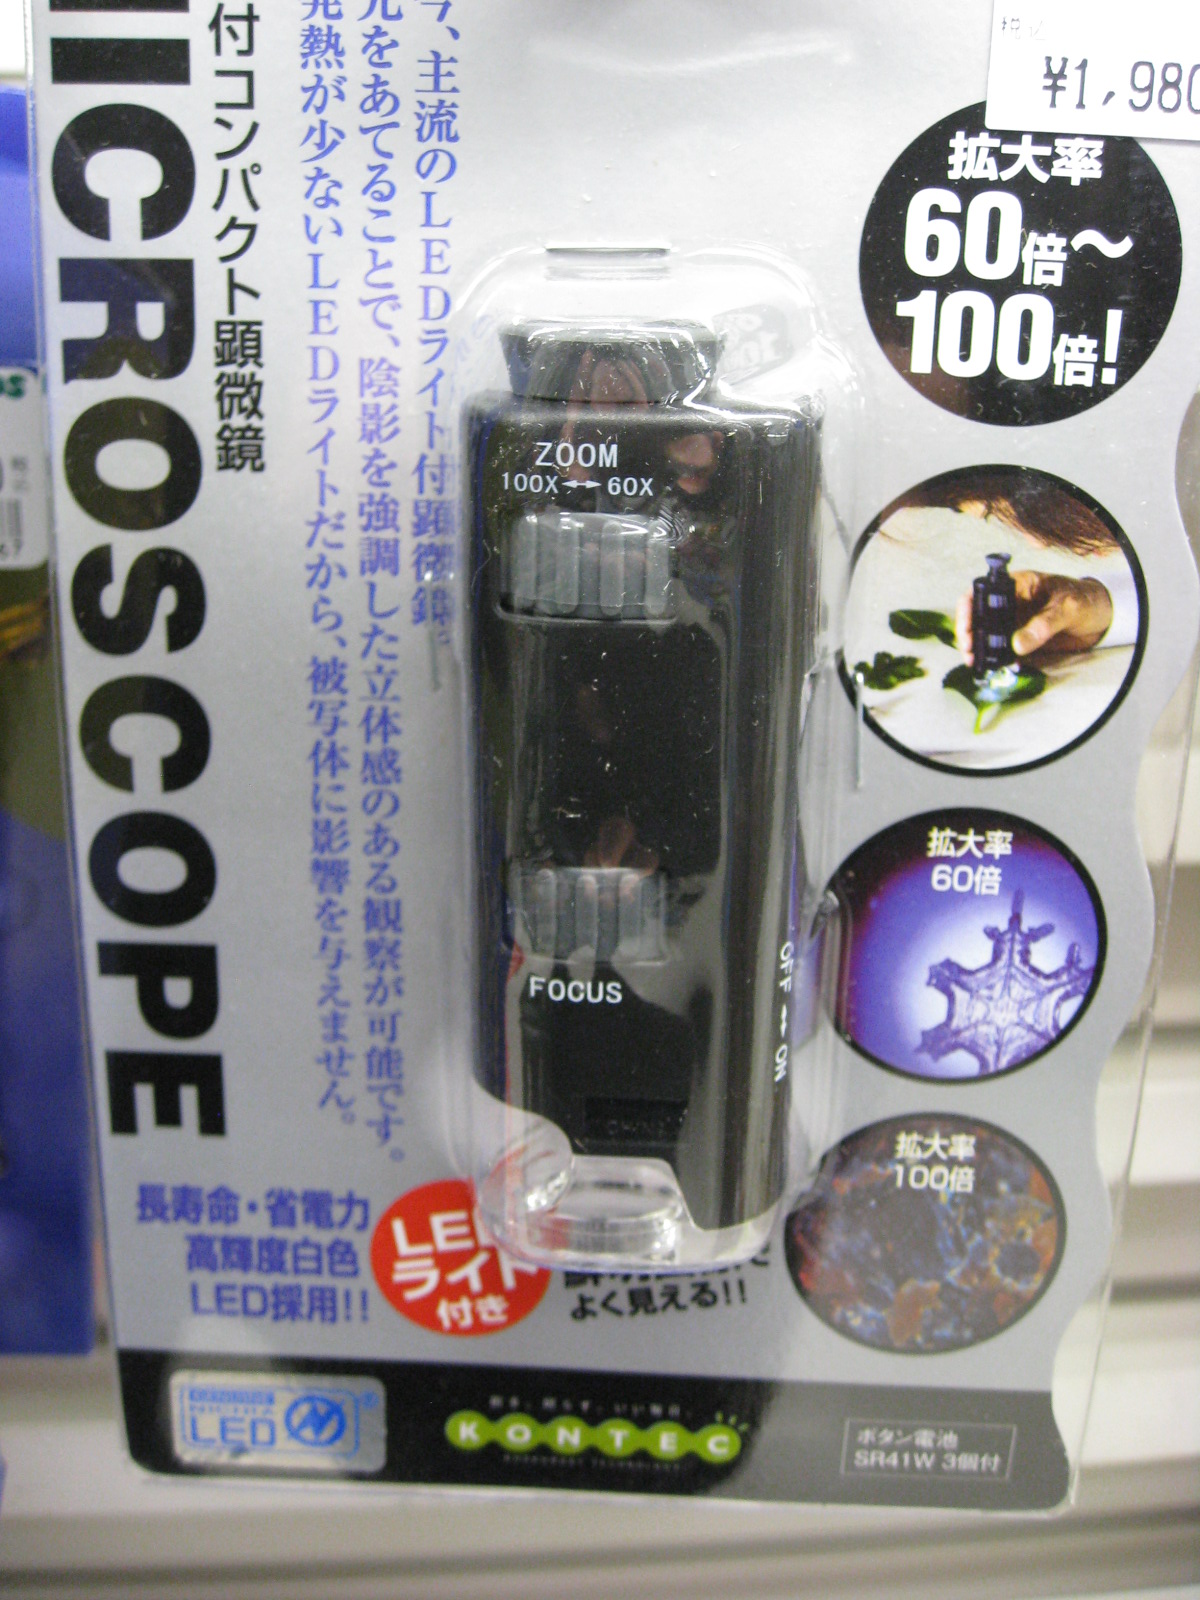 税込
¥1,980
MICROSCOPE
付コンパクト顕微鏡
今、主流のLEDライト付顕微鏡。
光をあてることで、陰影を強調した立体感のある観察が可能です。
発熱が少ないLEDライトだから、被写体に影響を与えません。
拡大率
60倍〜
100倍!
ZOOM
100X↔60X
FOCUS
OFF↔ON
拡大率
60倍
拡大率
100倍
長寿命・省電力
高輝度白色
LED採用!!
LED
ライト
付き
よく見える!!
NICHIA
LED
KONTEC
ボタン電池
SR41W 3個付